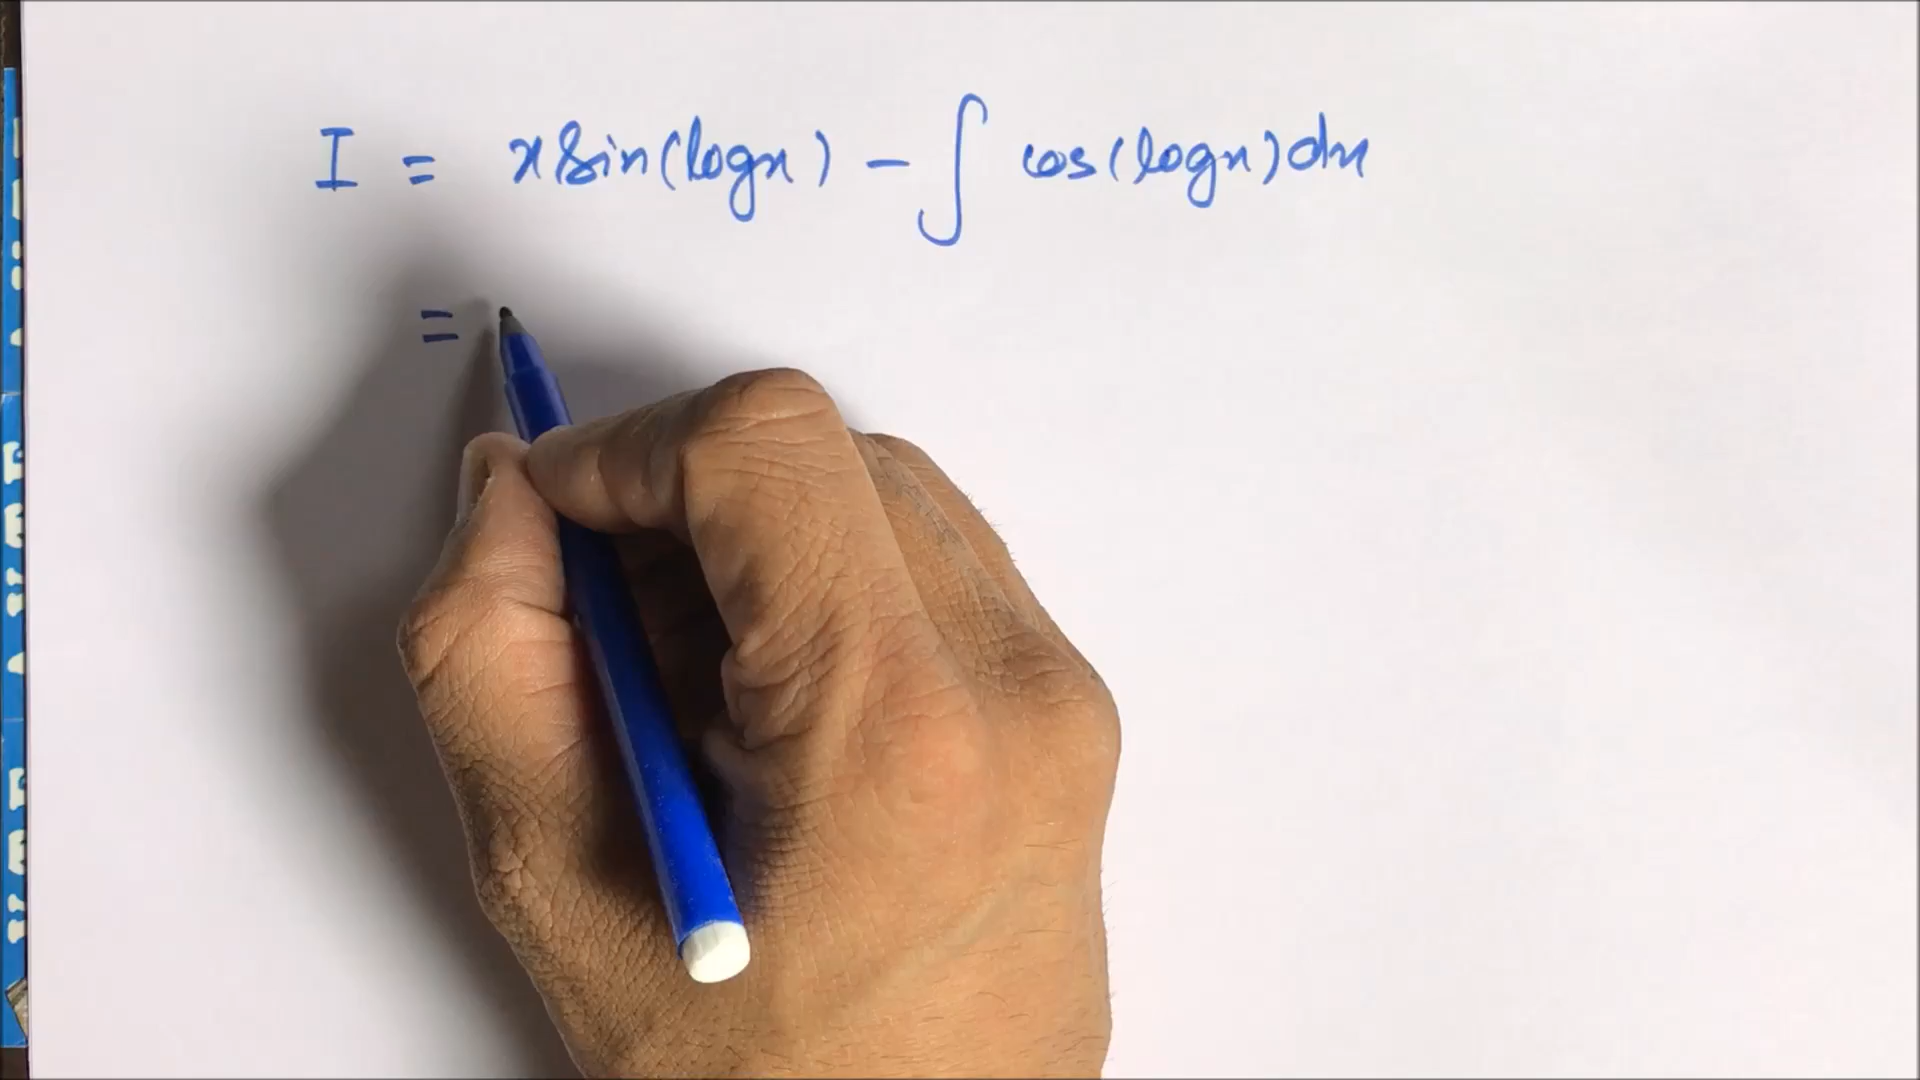 I = x sin(log x) - ∫ cos(log x) dx
=